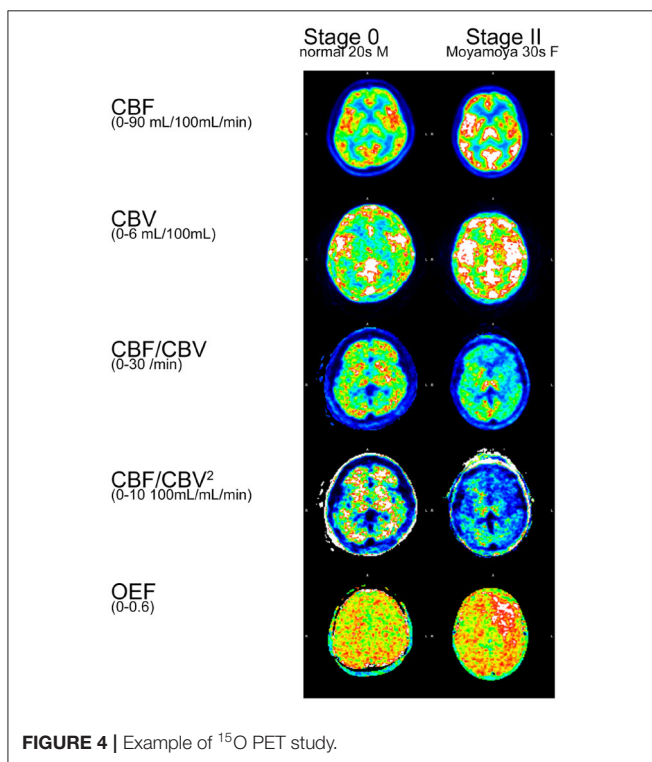 Stage 0
normal 20s M
Stage II
Moyamoya 30s F
CBF
(0-90 mL/100mL/min)
CBV
(0-6 mL/100mL)
CBF/CBV
(0-30 /min)
CBF/CBV²
(0-10 100mL/mL/min)
OEF
(0-0.6)
FIGURE 4 | Example of ¹⁵O PET study.